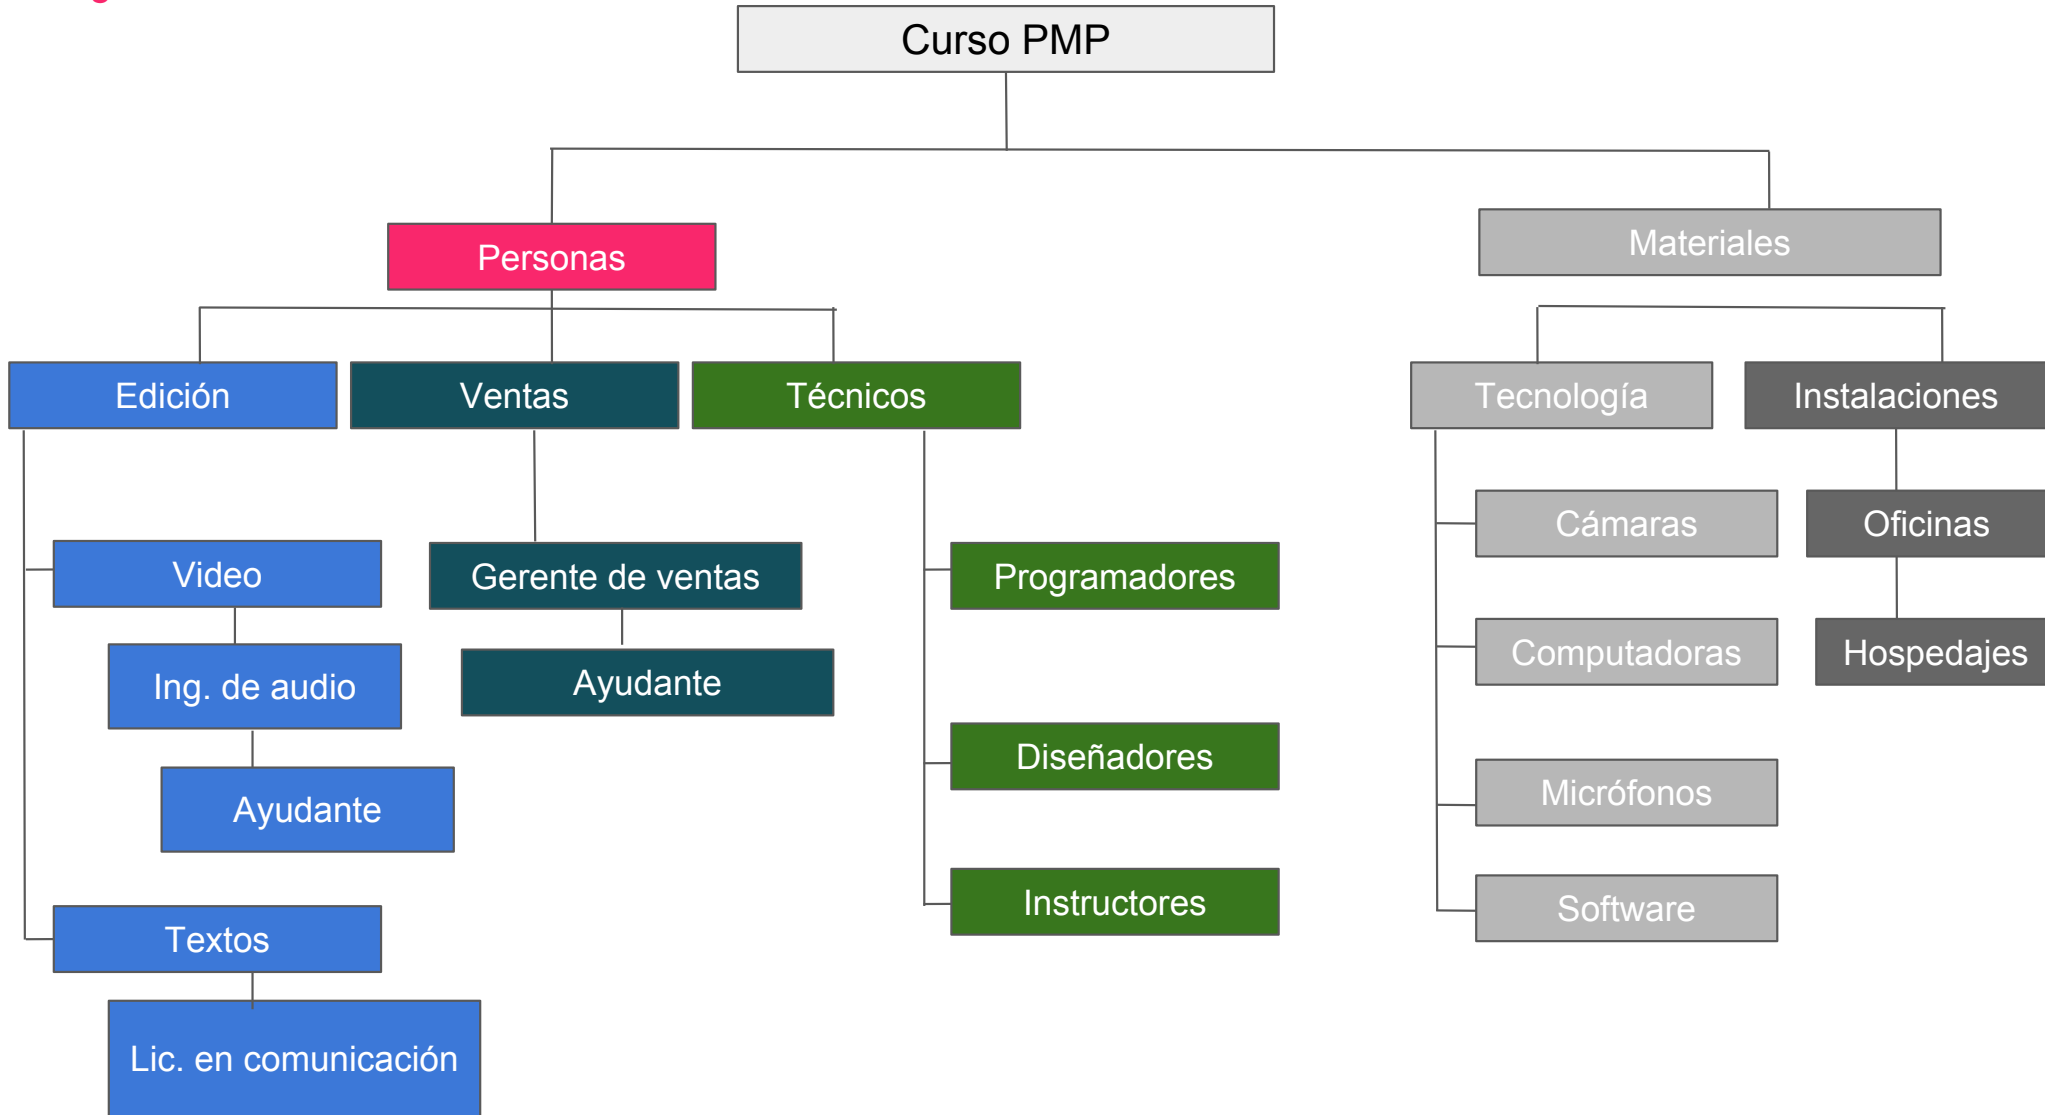 Curso PMP
Personas
Materiales
Edición
Ventas
Técnicos
Tecnología
Instalaciones
Video
Ing. de audio
Ayudante
Textos
Lic. en comunicación
Gerente de ventas
Ayudante
Programadores
Diseñadores
Instructores
Cámaras
Computadoras
Micrófonos
Software
Oficinas
Hospedajes